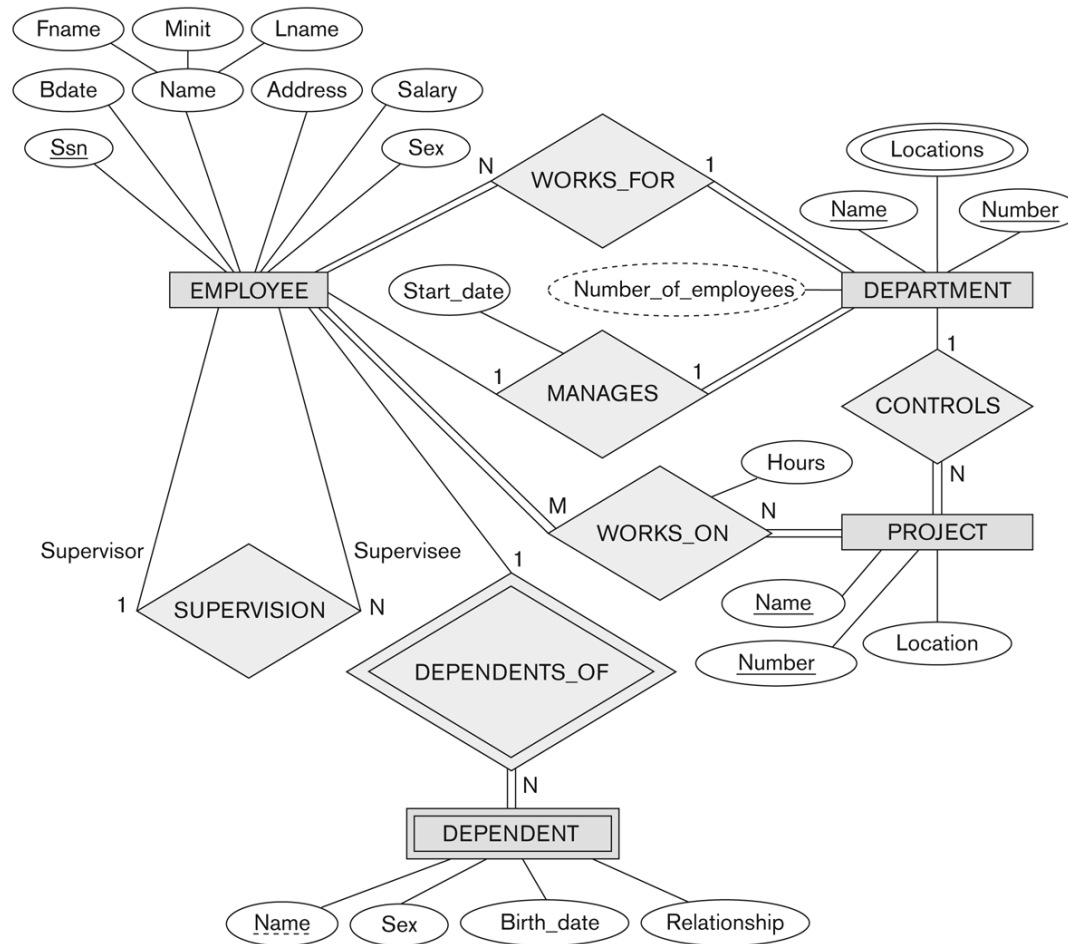 Fname
Minit
Lname
Bdate
Name
Address
Salary
Ssn
Sex
N
WORKS_FOR
1
Locations
Name
Number
EMPLOYEE
Start_date
Number_of_employees
DEPARTMENT
1
MANAGES
1
1
CONTROLS
N
Hours
M
WORKS_ON
N
PROJECT
Supervisor
Supervisee
1
SUPERVISION
N
1
Name
Number
Location
DEPENDENTS_OF
N
DEPENDENT
Name
Sex
Birth_date
Relationship